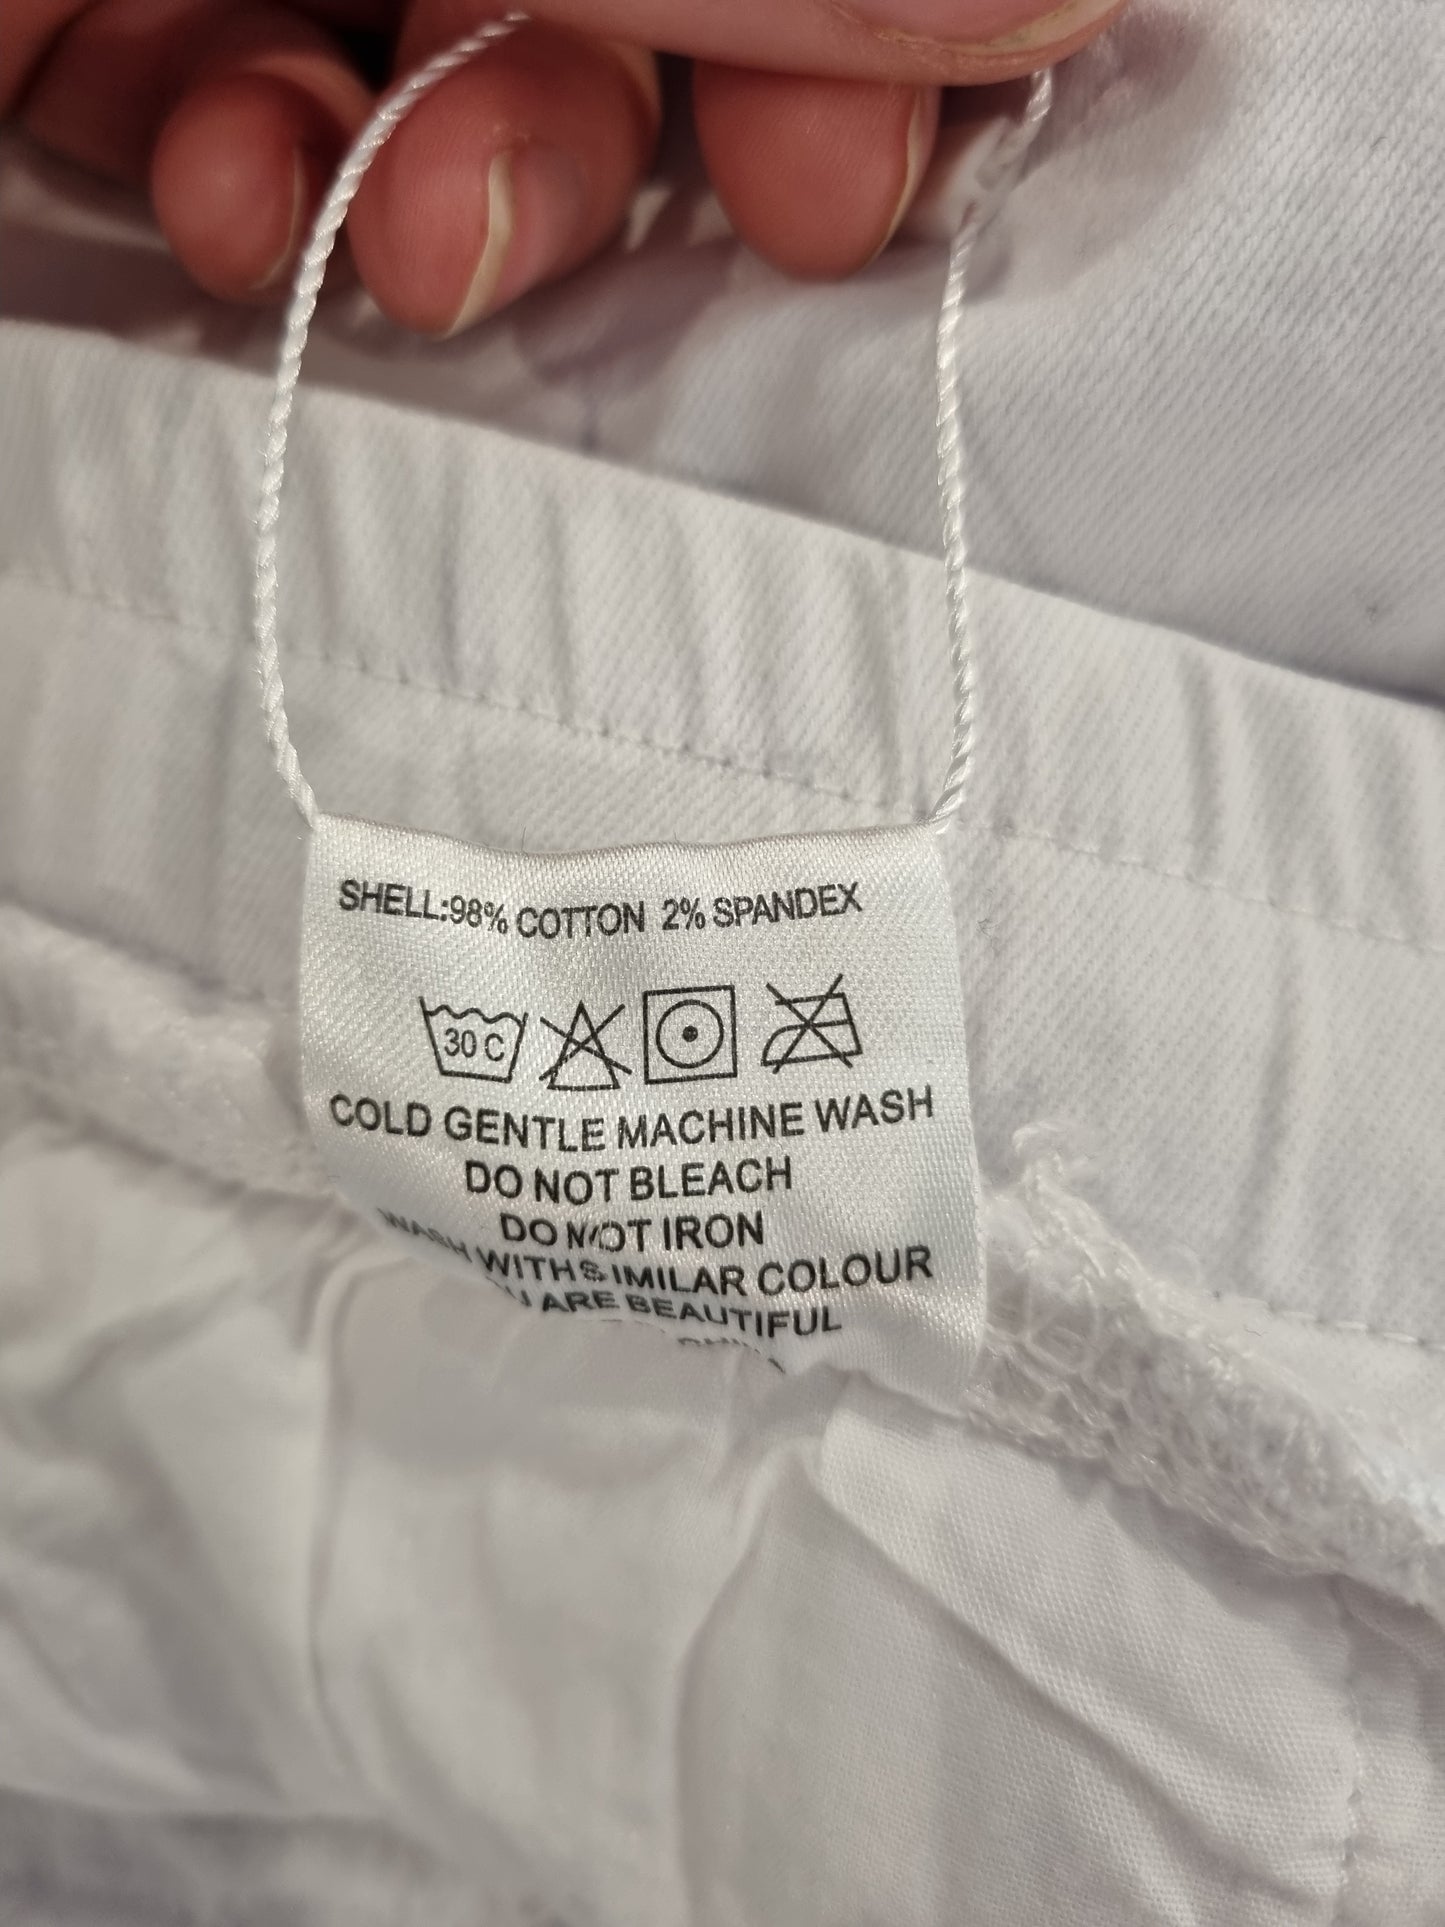 SHELL:98% COTTON 2% SPANDEX
30 C
COLD GENTLE MACHINE WASH
DO NOT BLEACH
DO NOT IRON
WASH WITH SIMILAR COLOUR
ARE BEAUTIFUL